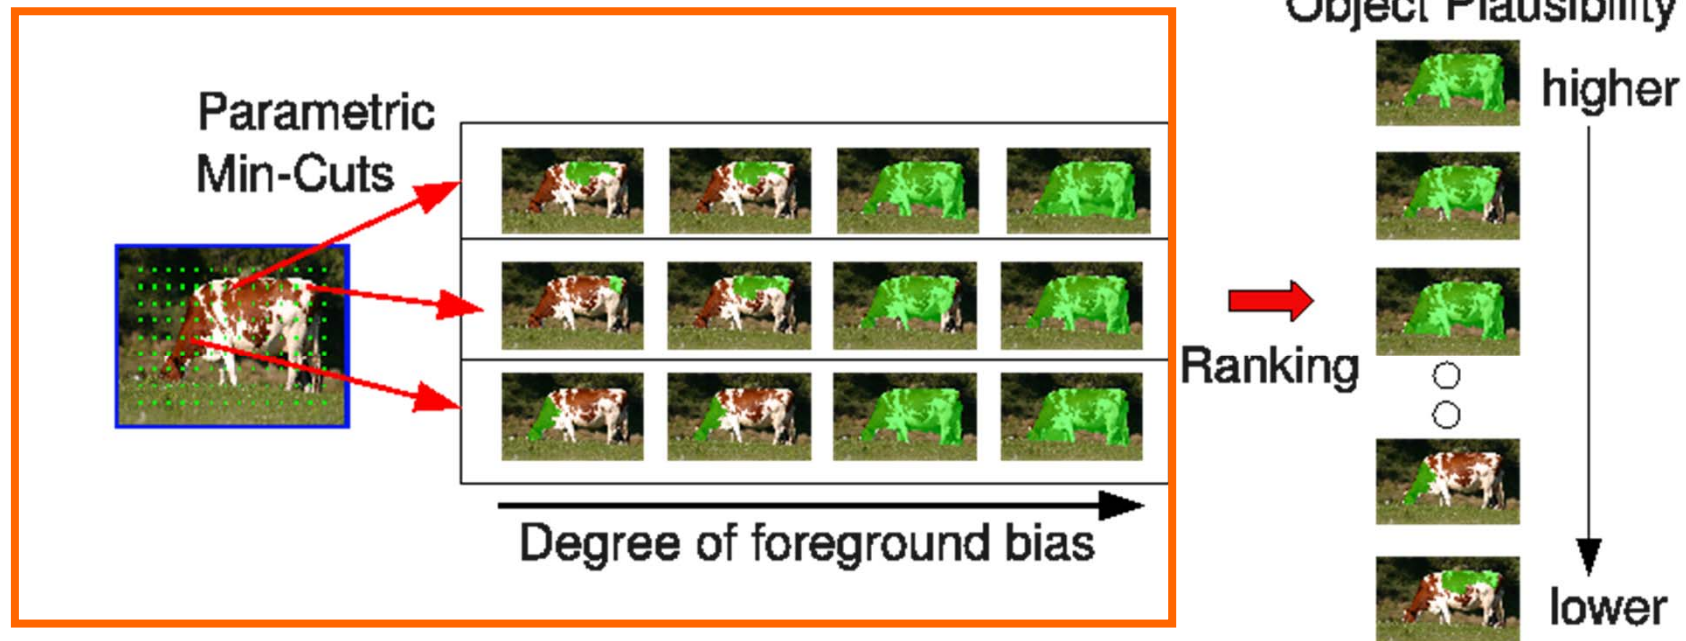 Object Plausibility
Parametric
Min-Cuts
higher
Ranking
Degree of foreground bias
lower